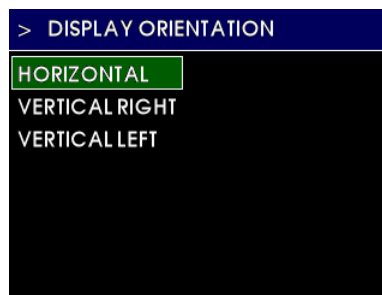 > DISPLAY ORIENTATION
HORIZONTAL
VERTICAL RIGHT
VERTICAL LEFT